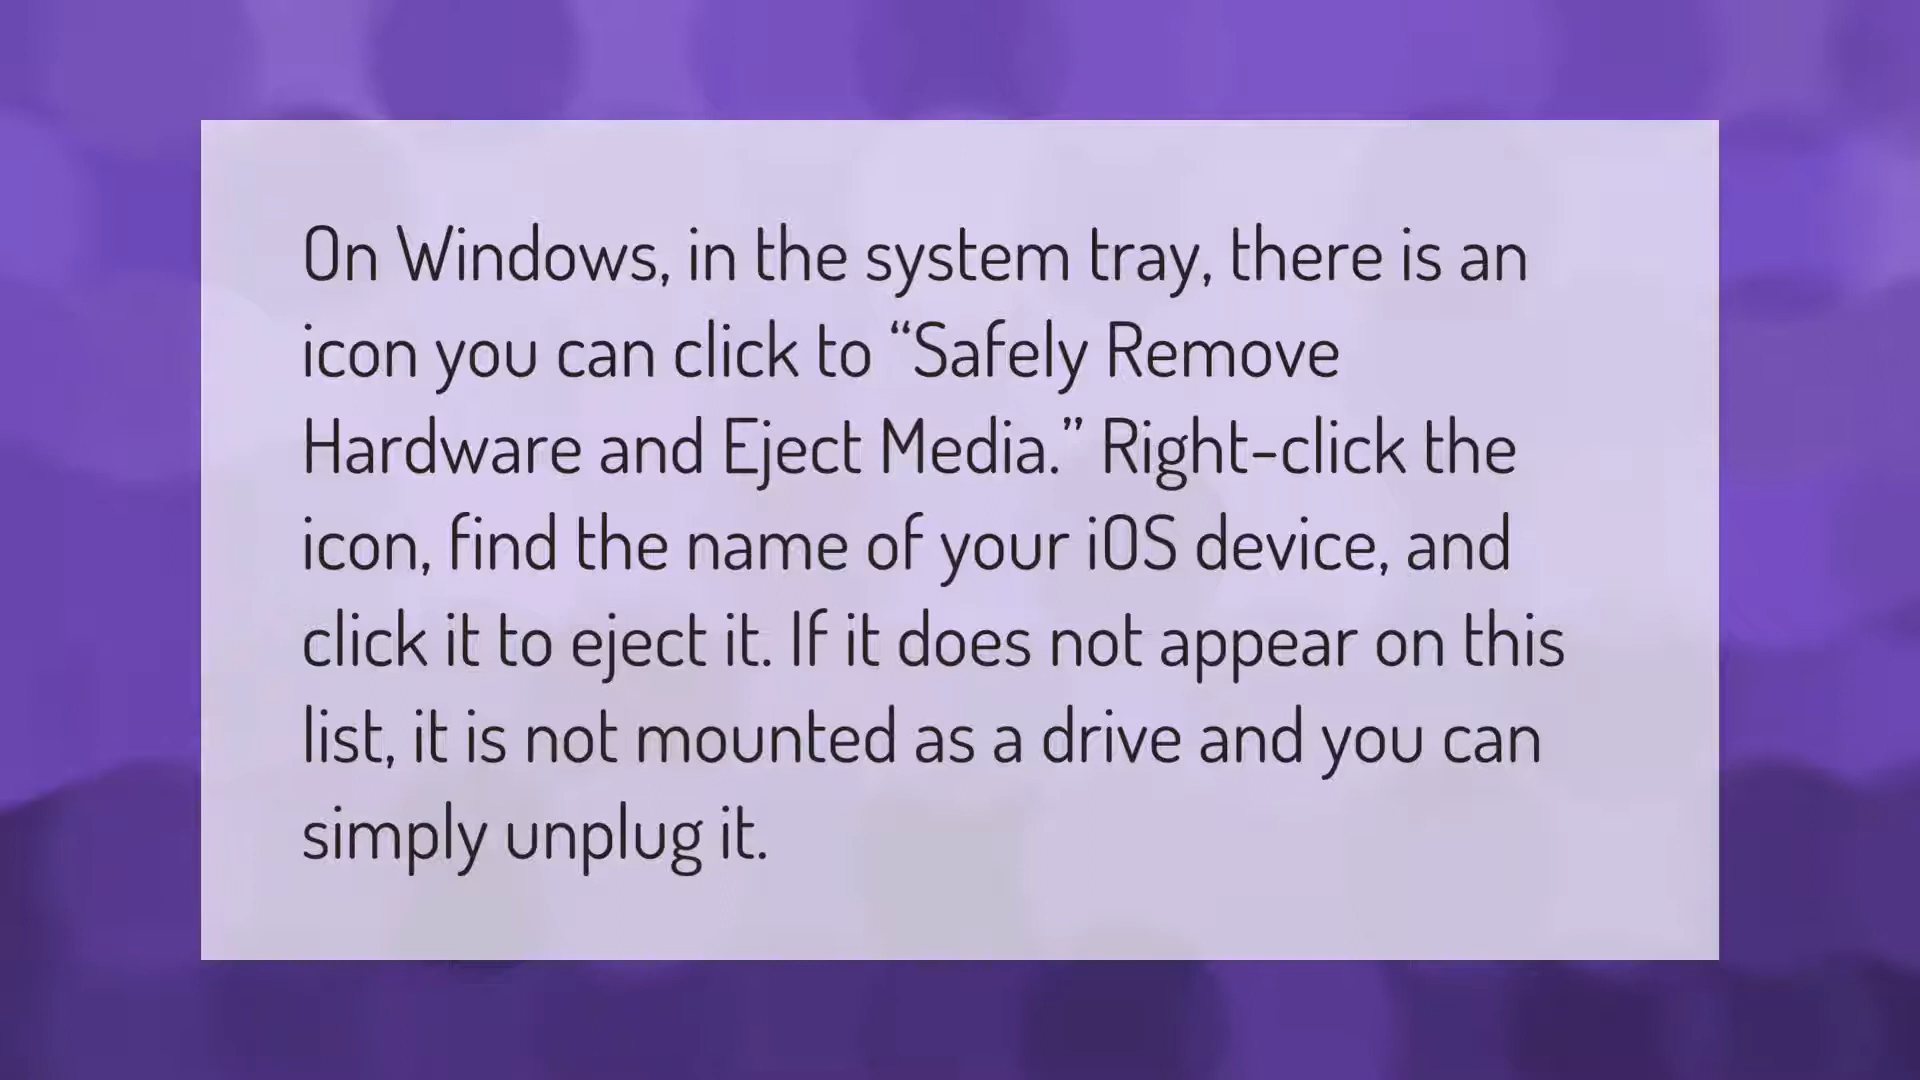 On Windows, in the system tray, there is an
icon you can click to “Safely Remove
Hardware and Eject Media.” Right-click the
icon, find the name of your iOS device, and
click it to eject it. If it does not appear on this
list, it is not mounted as a drive and you can
simply unplug it.